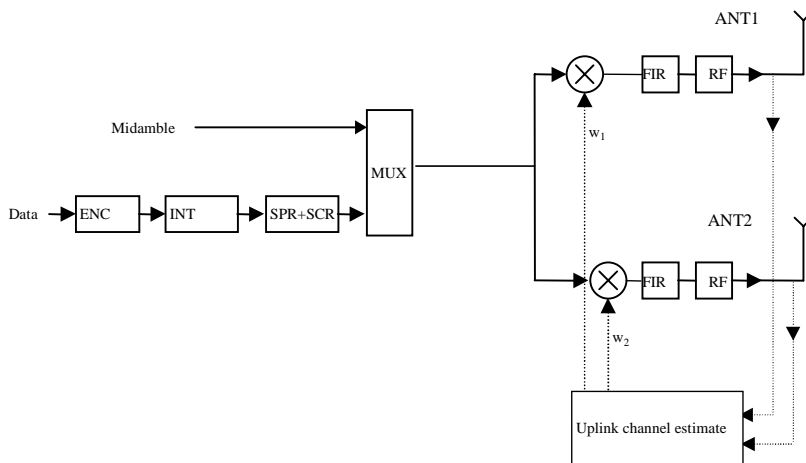 ANT1
FIR
RF
Midamble
w1
MUX
Data
ENC
INT
SPR+SCR
ANT2
FIR
RF
w2
Uplink channel estimate